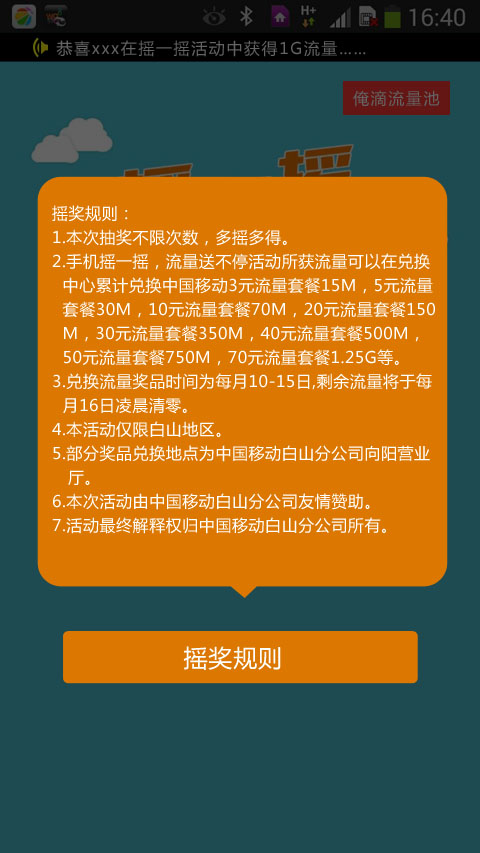 H+
16:40
恭喜xxx在摇一摇活动中获得1G流量……
俺滴流量池
摇
摇奖规则：
1.本次抽奖不限次数，多摇多得。
2.手机摇一摇，流量送不停活动所获流量可以在兑换
中心累计兑换中国移动3元流量套餐15M，5元流量
套餐30M，10元流量套餐70M，20元流量套餐150
M，30元流量套餐350M，40元流量套餐500M，
50元流量套餐750M，70元流量套餐1.25G等。
3.兑换流量奖品时间为每月10-15日,剩余流量将于每
月16日凌晨清零。
4.本活动仅限白山地区。
5.部分奖品兑换地点为中国移动白山分公司向阳营业
厅。
6.本次活动由中国移动白山分公司友情赞助。
7.活动最终解释权归中国移动白山分公司所有。
摇奖规则